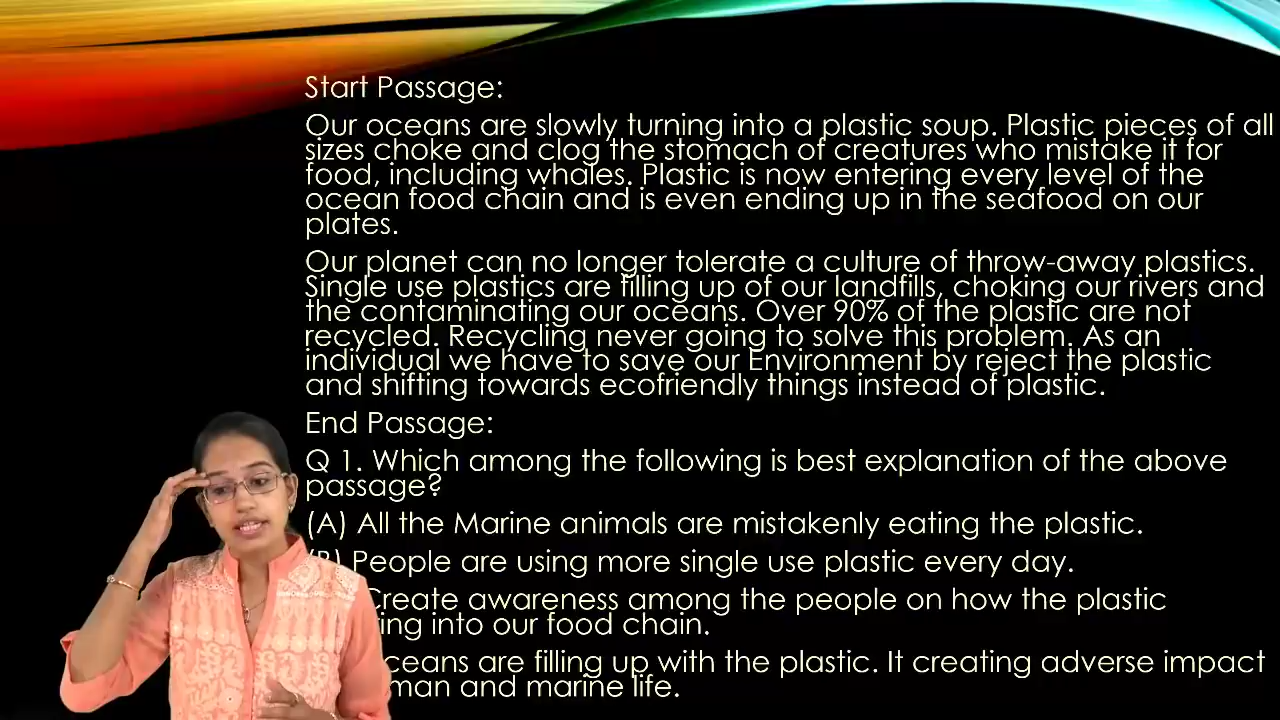 Start Passage:
Our oceans are slowly turning into a plastic soup. Plastic pieces of all
sizes choke and clog the stomach of creatures who mistake it for
food, including whales. Plastic is now entering every level of the
ocean food chain and is even ending up in the seafood on our
plates.
Our planet can no longer tolerate a culture of throw-away plastics.
Single use plastics are filling up of our landfills, choking our rivers and
the contaminating our oceans. Over 90% of the plastic are not
recycled. Recycling never going to solve this problem. As an
individual we have to save our Environment by reject the plastic
and shifting towards ecofriendly things instead of plastic.
End Passage:
Q 1. Which among the following is best explanation of the above
passage?
(A) All the Marine animals are mistakenly eating the plastic.
(B) People are using more single use plastic every day.
Create awareness among the people on how the plastic
into our food chain.
are filling up with the plastic. It creating adverse impact
and marine life.